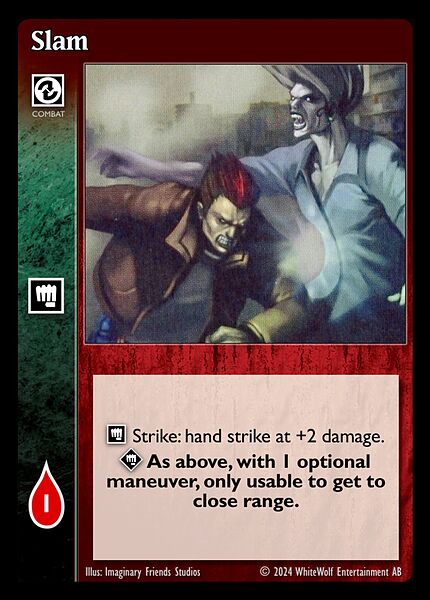 Slam
COMBAT
1
Strike: hand strike at +2 damage.
As above, with 1 optional
maneuver, only usable to get to
close range.
Illus: Imaginary Friends Studios © 2024 WhiteWolf Entertainment AB